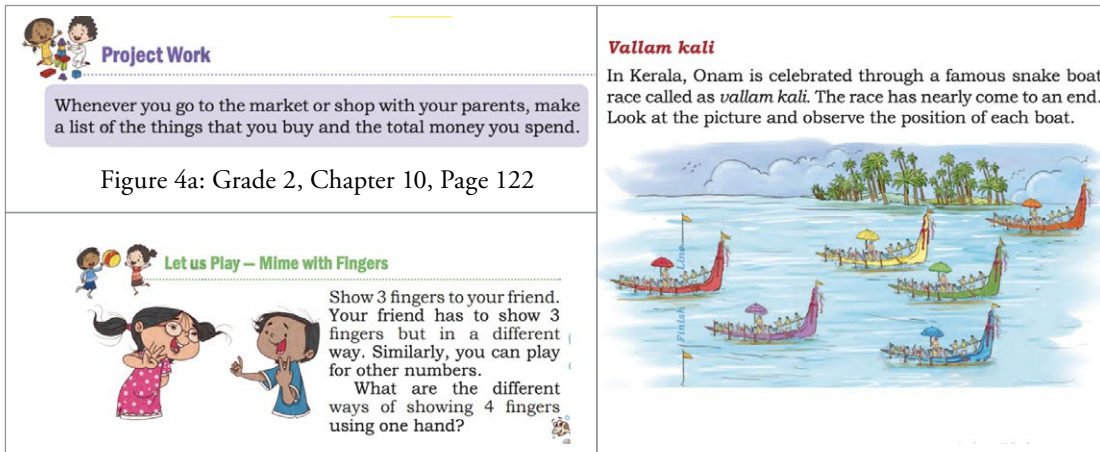 Project Work
Whenever you go to the market or shop with your parents, make
a list of the things that you buy and the total money you spend.
Figure 4a: Grade 2, Chapter 10, Page 122
Let us Play – Mime with Fingers
Show 3 fingers to your friend.
Your friend has to show 3
fingers but in a different
way. Similarly, you can play
for other numbers.
What are the different
ways of showing 4 fingers
using one hand?
Vallam kali
In Kerala, Onam is celebrated through a famous snake boat
race called as vallam kali. The race has nearly come to an end.
Look at the picture and observe the position of each boat.
Finish Line